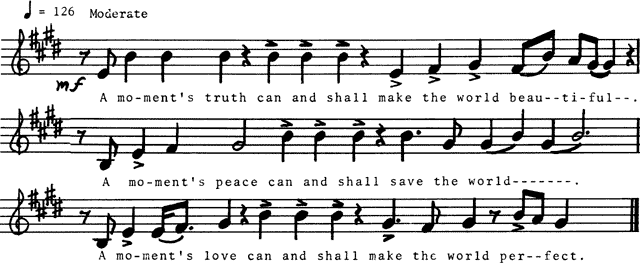 ♩ = 126 Moderate
mf
A mo-ment's truth can and shall make the world beau--ti-ful--.
A mo-ment's peace can and shall save the world-------.
A mo-ment's love can and shall make the world per--fect.